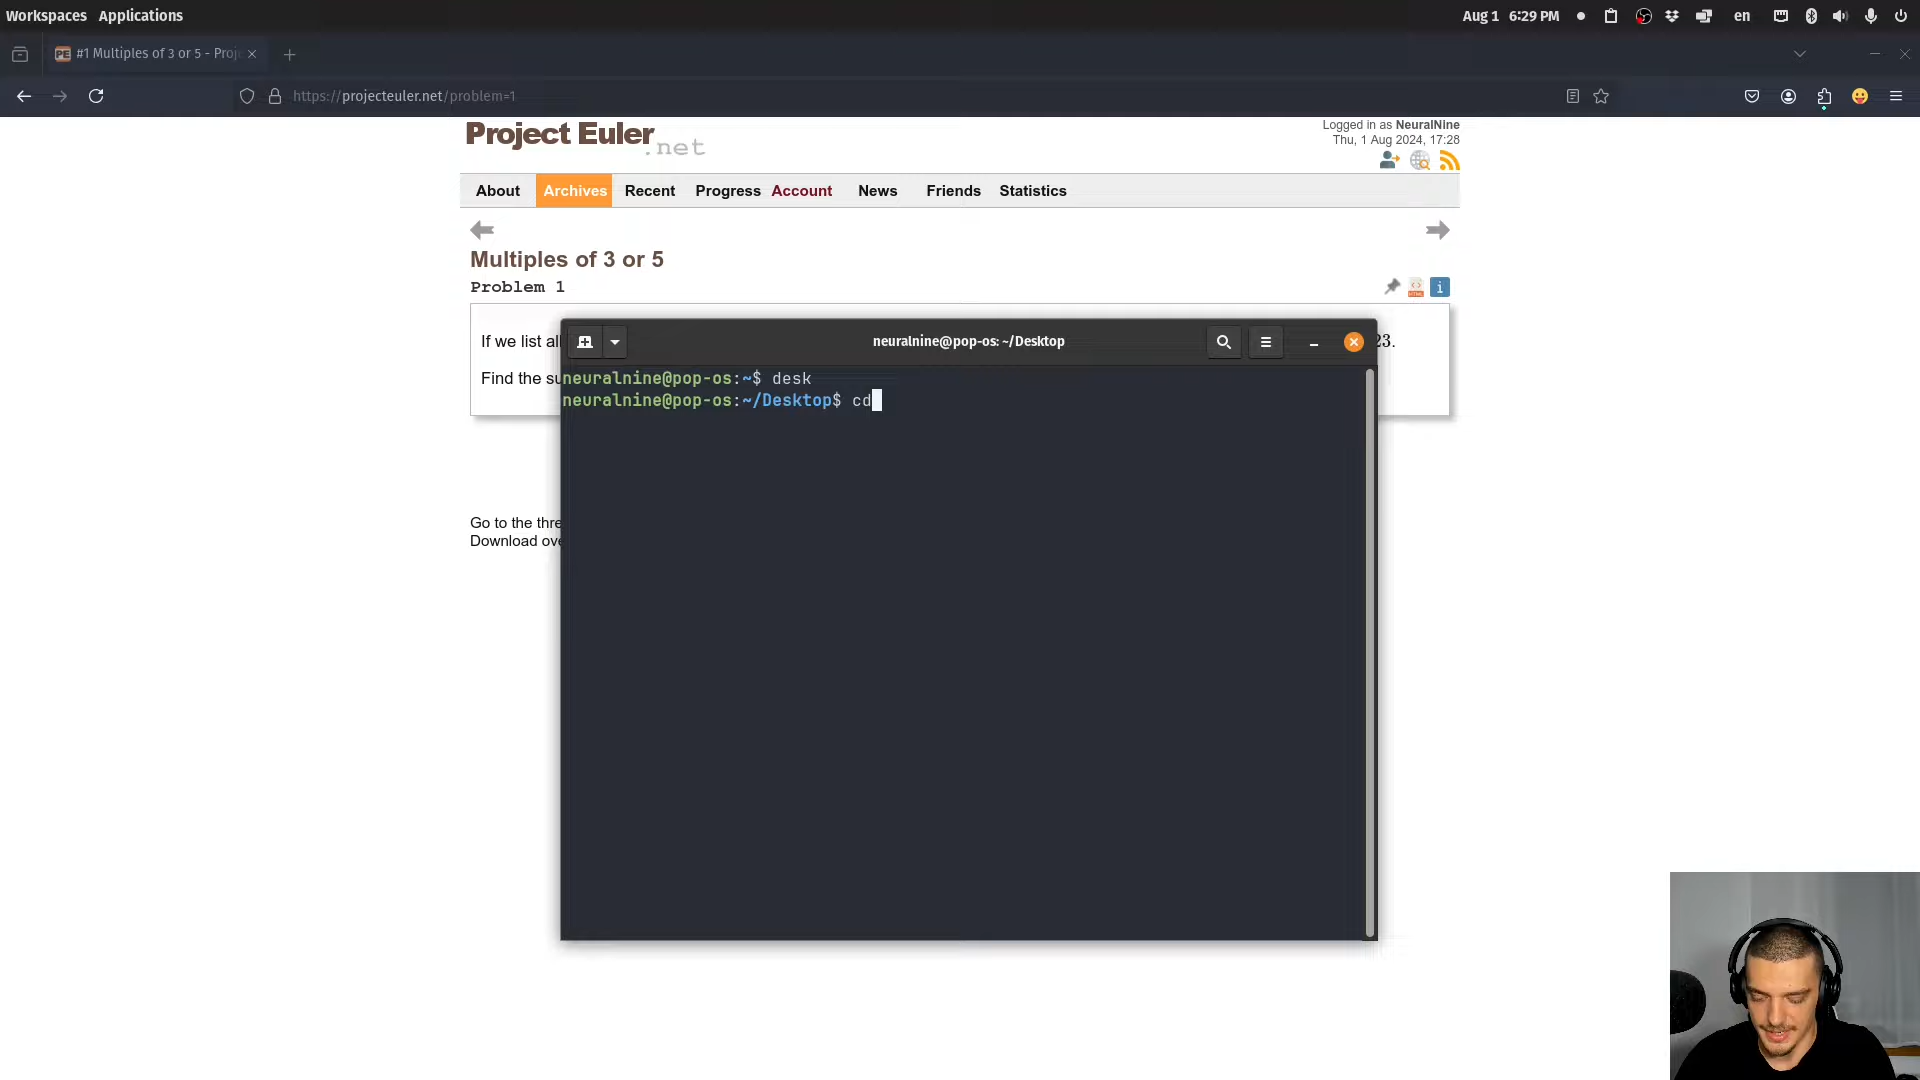 Workspaces Applications Aug 1 6:29 PM en
#1 Multiples of 3 or 5 - Proj
https://projecteuler.net/problem=1
Project Euler
.net
Logged in as NeuralNine
Thu, 1 Aug 2024, 17:28
About Archives Recent Progress Account News Friends Statistics
Multiples of 3 or 5
Problem 1
If we list al
23.
Find the su
neuralnine@pop-os: ~/Desktop
neuralnine@pop-os:~$ desk
neuralnine@pop-os:~/Desktop$ cd
Go to the thre
Download ove